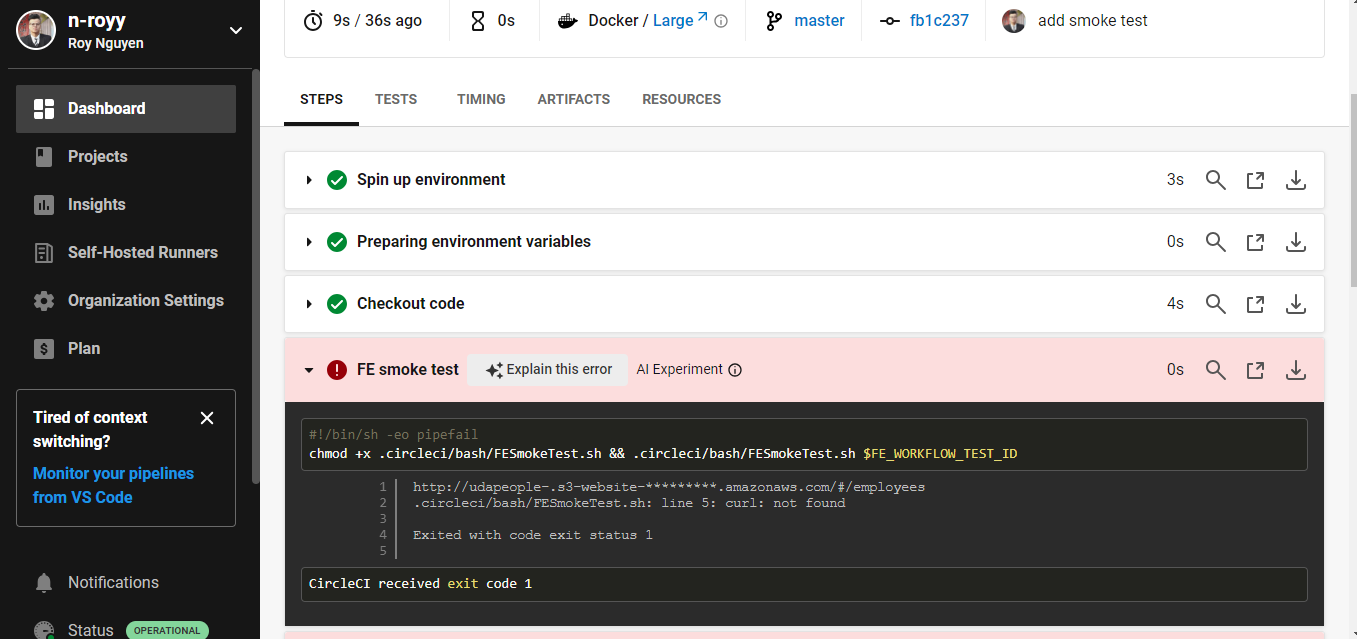 n-royy
Roy Nguyen
Dashboard
Projects
Insights
Self-Hosted Runners
Organization Settings
Plan
Tired of context
switching?
Monitor your pipelines
from VS Code
Notifications
Status OPERATIONAL
9s / 36s ago
0s
Docker / Large
master
fb1c237
add smoke test
STEPS
TESTS
TIMING
ARTIFACTS
RESOURCES
Spin up environment 3s
Preparing environment variables 0s
Checkout code 4s
FE smoke test Explain this error AI Experiment 0s
#!/bin/sh -eo pipefail
chmod +x .circleci/bash/FESmokeTest.sh && .circleci/bash/FESmokeTest.sh $FE_WORKFLOW_TEST_ID
1 http://udapeople-.s3-website-*********.amazonaws.com/#/employees
2 .circleci/bash/FESmokeTest.sh: line 5: curl: not found
3
4 Exited with code exit status 1
5
CircleCI received exit code 1